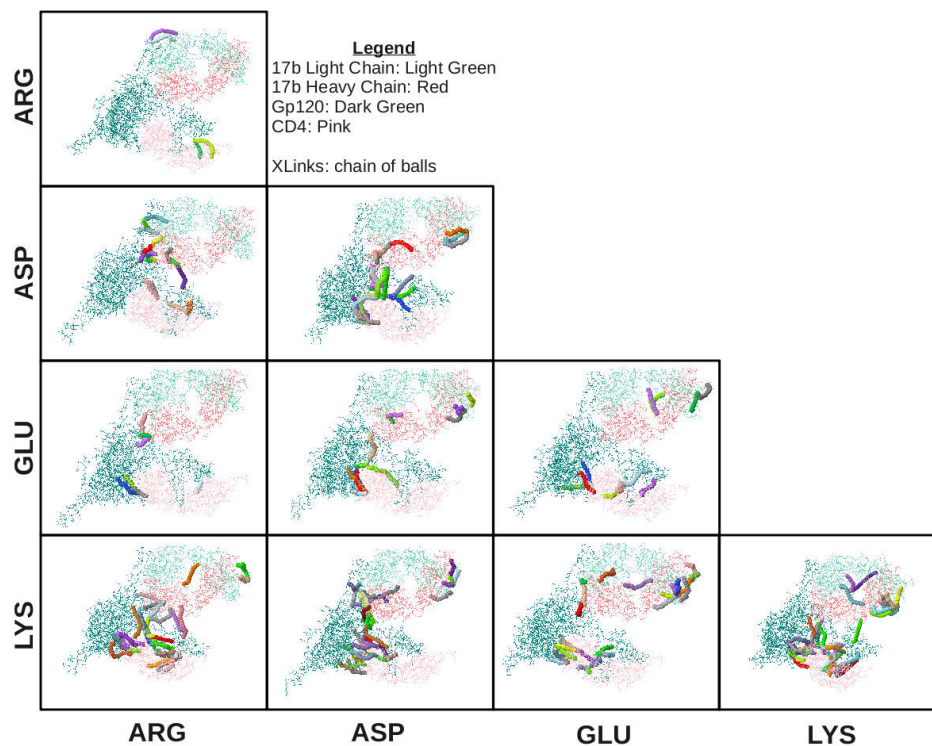 ARG
Legend
17b Light Chain: Light Green
17b Heavy Chain: Red
Gp120: Dark Green
CD4: Pink
XLinks: chain of balls
ASP
GLU
LYS
ARG
ASP
GLU
LYS